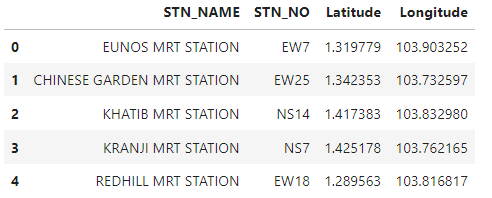 STN_NAME STN_NO Latitude Longitude
0 EUNOS MRT STATION EW7 1.319779 103.903252
1 CHINESE GARDEN MRT STATION EW25 1.342353 103.732597
2 KHATIB MRT STATION NS14 1.417383 103.832980
3 KRANJI MRT STATION NS7 1.425178 103.762165
4 REDHILL MRT STATION EW18 1.289563 103.816817